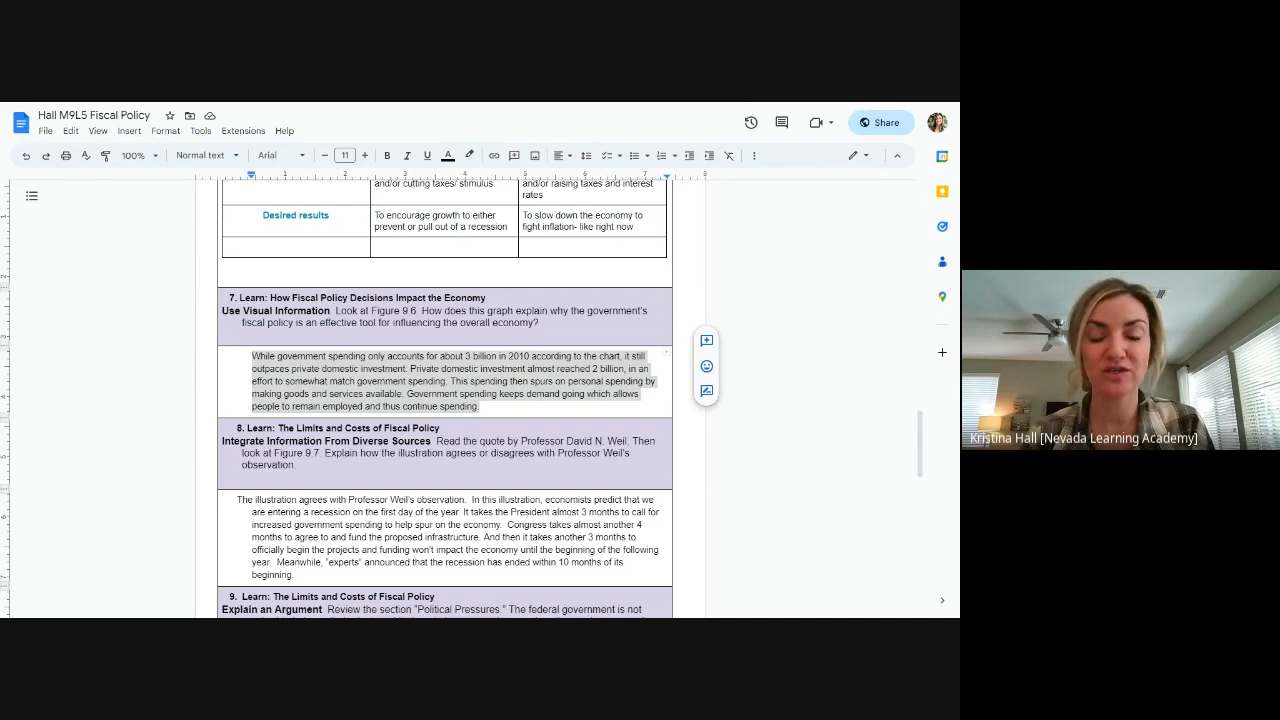 Hall M9L5 Fiscal Policy
File Edit View Insert Format Tools Extensions Help
Share
100% Normal text Arial 11 B I U A
1 2 3 4 5 6 7 8
and/or cutting taxes/ stimulus
and/or raising taxes and interest
rates
Desired results
To encourage growth to either
prevent or pull out of a recession
To slow down the economy to
fight inflation- like right now
7. Learn: How Fiscal Policy Decisions Impact the Economy
Use Visual Information Look at Figure 9.6. How does this graph explain why the government's
fiscal policy is an effective tool for influencing the overall economy?
While government spending only accounts for about 3 billion in 2010 according to the chart, it still
outpaces private domestic investment. Private domestic investment almost reached 2 billion, in an
effort to somewhat match government spending. This spending then spurs on personal spending by
making goods and services available. Government spending keeps demand going which allows
people to remain employed and thus continue spending.
8. Learn: The Limits and Costs of Fiscal Policy
Integrate Information From Diverse Sources Read the quote by Professor David N. Weil. Then
look at Figure 9.7. Explain how the illustration agrees or disagrees with Professor Weil's
observation.
The illustration agrees with Professor Weil's observation. In this illustration, economists predict that we
are entering a recession on the first day of the year. It takes the President almost 3 months to call for
increased government spending to help spur on the economy. Congress takes almost another 4
months to agree to and fund the proposed infrastructure. And then it takes another 3 months to
officially begin the projects and funding won't impact the economy until the beginning of the following
year. Meanwhile, "experts" announced that the recession has ended within 10 months of its
beginning.
9. Learn: The Limits and Costs of Fiscal Policy
Explain an Argument Review the section "Political Pressures." The federal government is not
Kristina Hall [Nevada Learning Academy]